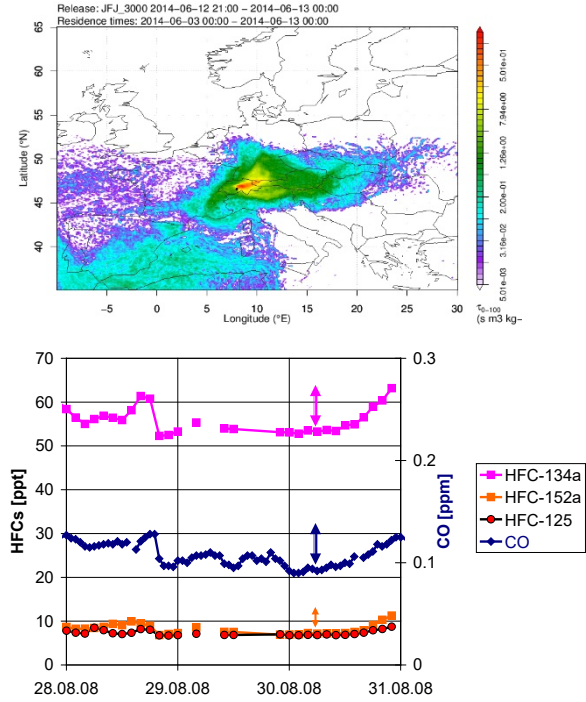 Release: JFJ_3000 2014−06−12 21:00 − 2014−06−13 00:00
Residence times: 2014−06−03 00:00 − 2014−06−13 00:00
65
60
55
50
45
40
Latitude (°N)
−5 0 5 10 15 20 25 30
Longitude (°E)
5.01e+01
7.94e+00
1.26e+00
2.00e−01
3.16e−02
5.01e−03
τ0−100
(s m3 kg−
70
60
50
40
30
20
10
0
HFCs [ppt]
0.3
0.2
0.1
0
CO [ppm]
28.08.08 29.08.08 30.08.08 31.08.08
HFC-134a
HFC-152a
HFC-125
CO